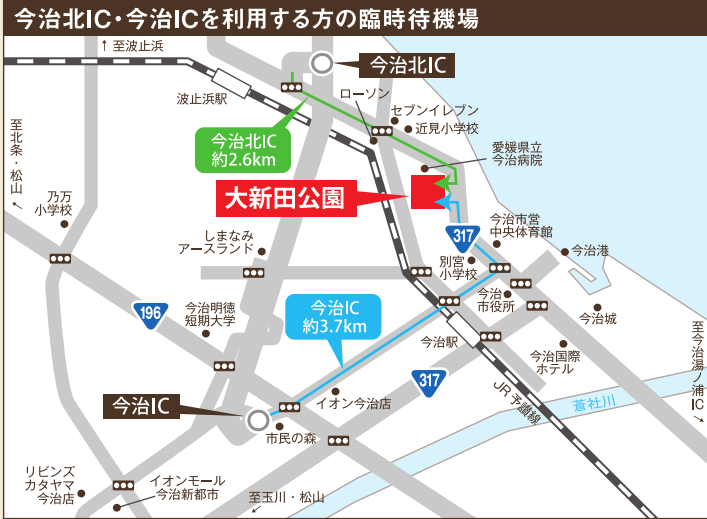 今治北IC・今治ICを利用する方の臨時待機場
↑至波止浜
今治北IC
波止浜駅
ローソン
セブンイレブン
近見小学校
今治北IC
約2.6km
愛媛県立
今治病院
至北条・松山←
大新田公園
乃万
小学校
しまなみ
アースランド
317
今治市営
中央体育館
別宮
小学校
今治港
196
今治明徳
短期大学
今治IC
約3.7km
今治
市役所
今治城
今治駅
今治国際
ホテル
至今治湯ノ浦IC→
317
イオン今治店
JR予讃線
蒼社川
今治IC
市民の森
リビンズ
カタヤマ
今治店
イオンモール
今治新都市
←至玉川・松山